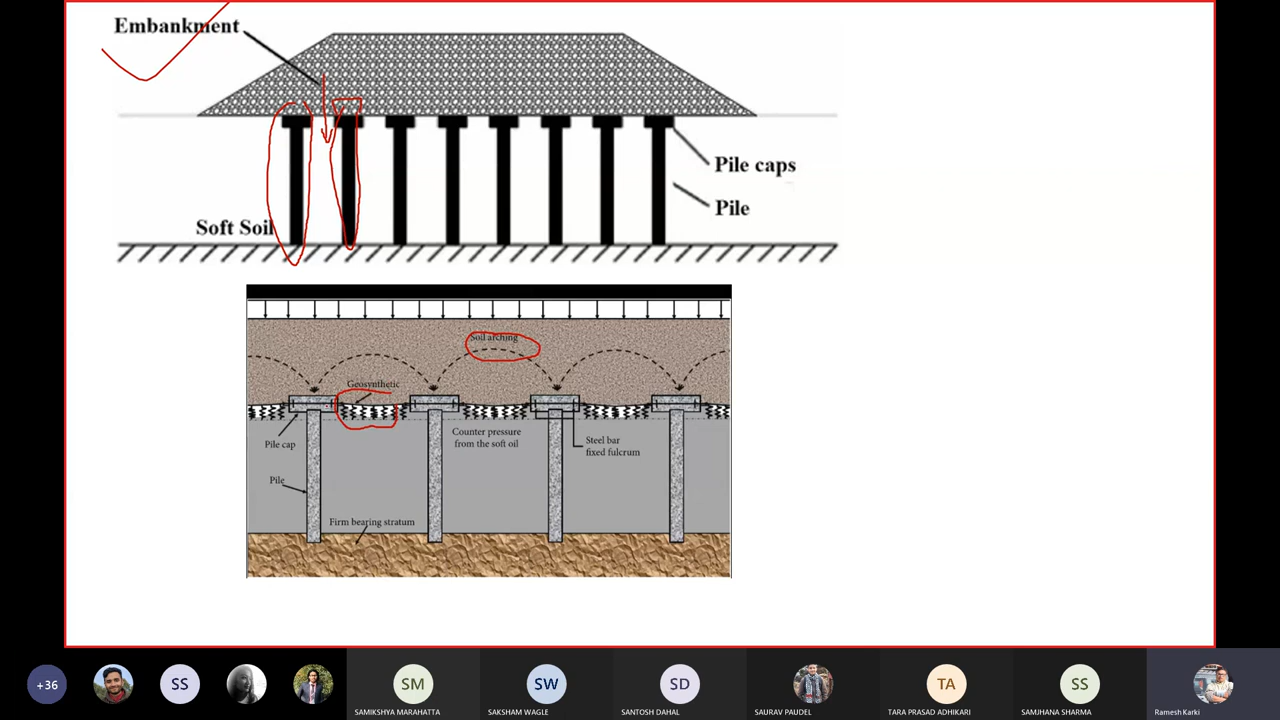 Embankment
Pile caps
Pile
Soft Soil
Soil arching
Geosynthetic
Pile cap
Counter pressure
from the soft oil
Steel bar
fixed fulcrum
Pile
Firm bearing stratum
+36
SS
SM
SAMIKSHYA MARAHATTA
SW
SAKSHAM WAGLE
SD
SANTOSH DAHAL
SAURAV PAUDEL
TA
TARA PRASAD ADHIKARI
SS
SAMJHANA SHARMA
Ramesh Karki